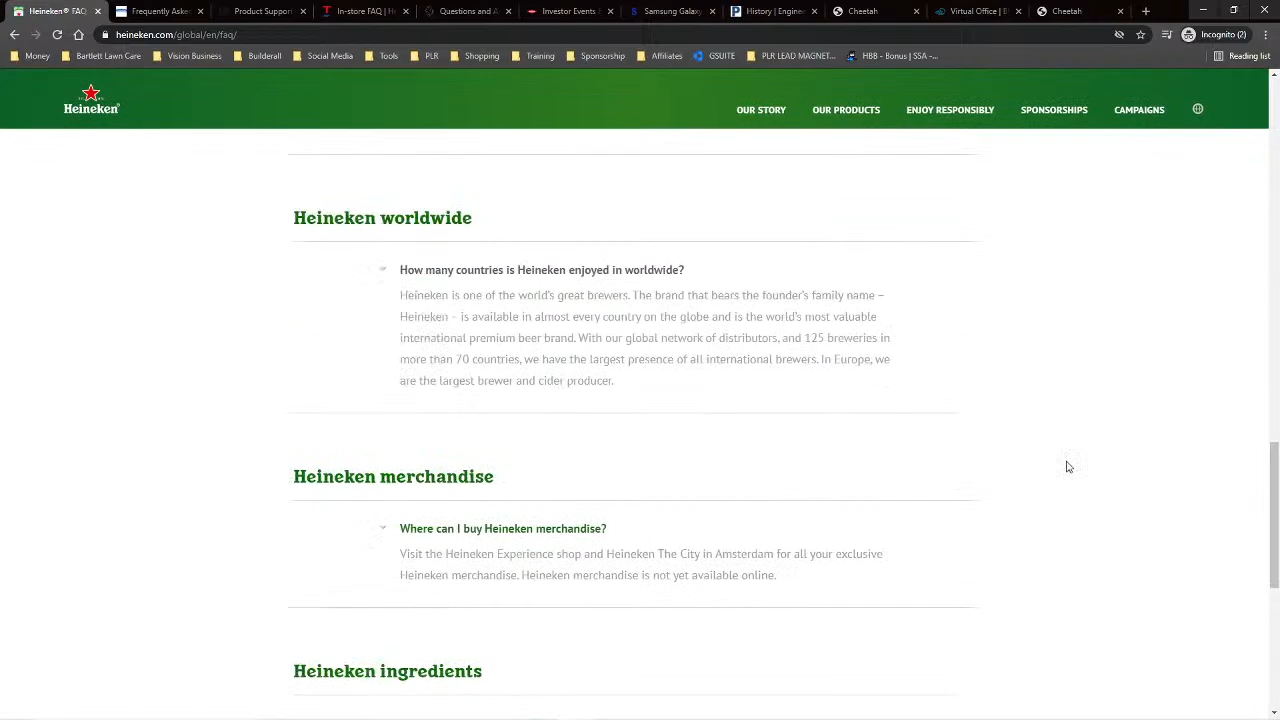 Heineken® FAQ
Frequently Aske
Product Support
In-store FAQ | H
Questions and A
Investor Events
Samsung Galaxy
History | Engine
Cheetah
Virtual Office | B
Cheetah
heineken.com/global/en/faq/
Incognito (2)
Money
Bartlett Lawn Care
Vision Business
Builderall
Social Media
Tools
PLR
Shopping
Training
Sponsorship
Affiliates
GSUITE
PLR LEAD MAGNET...
HBB - Bonus | SSA -...
Reading list
Heineken®
OUR STORY
OUR PRODUCTS
ENJOY RESPONSIBLY
SPONSORSHIPS
CAMPAIGNS
Heineken worldwide
How many countries is Heineken enjoyed in worldwide?
Heineken is one of the world's great brewers. The brand that bears the founder's family name –
Heineken – is available in almost every country on the globe and is the world's most valuable
international premium beer brand. With our global network of distributors, and 125 breweries in
more than 70 countries, we have the largest presence of all international brewers. In Europe, we
are the largest brewer and cider producer.
Heineken merchandise
Where can I buy Heineken merchandise?
Visit the Heineken Experience shop and Heineken The City in Amsterdam for all your exclusive
Heineken merchandise. Heineken merchandise is not yet available online.
Heineken ingredients